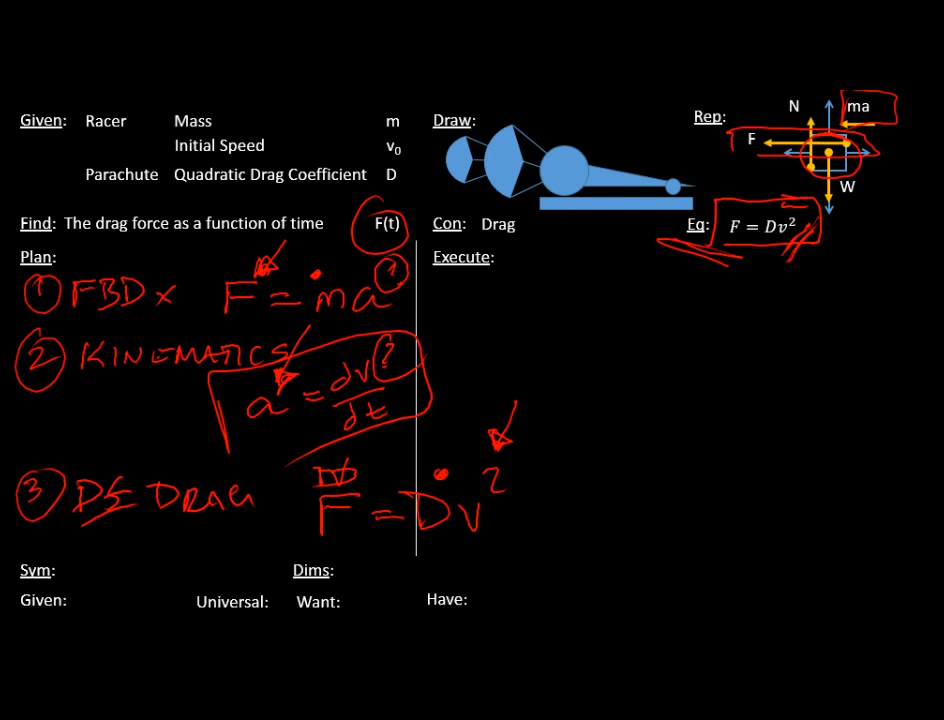 Given: Racer Mass m
Initial Speed v₀
Parachute Quadratic Drag Coefficient D
Find: The drag force as a function of time F(t)
Plan:
① FBD x F = ma ?
② KINEMATICS
a = dv/dt ?
③ DE DRAG F = Dv²
Draw:
Rep:
N
ma
F
W
Con: Drag
Eq: F = Dv²
Execute:
Sym:
Dims:
Given:
Universal:
Want:
Have: